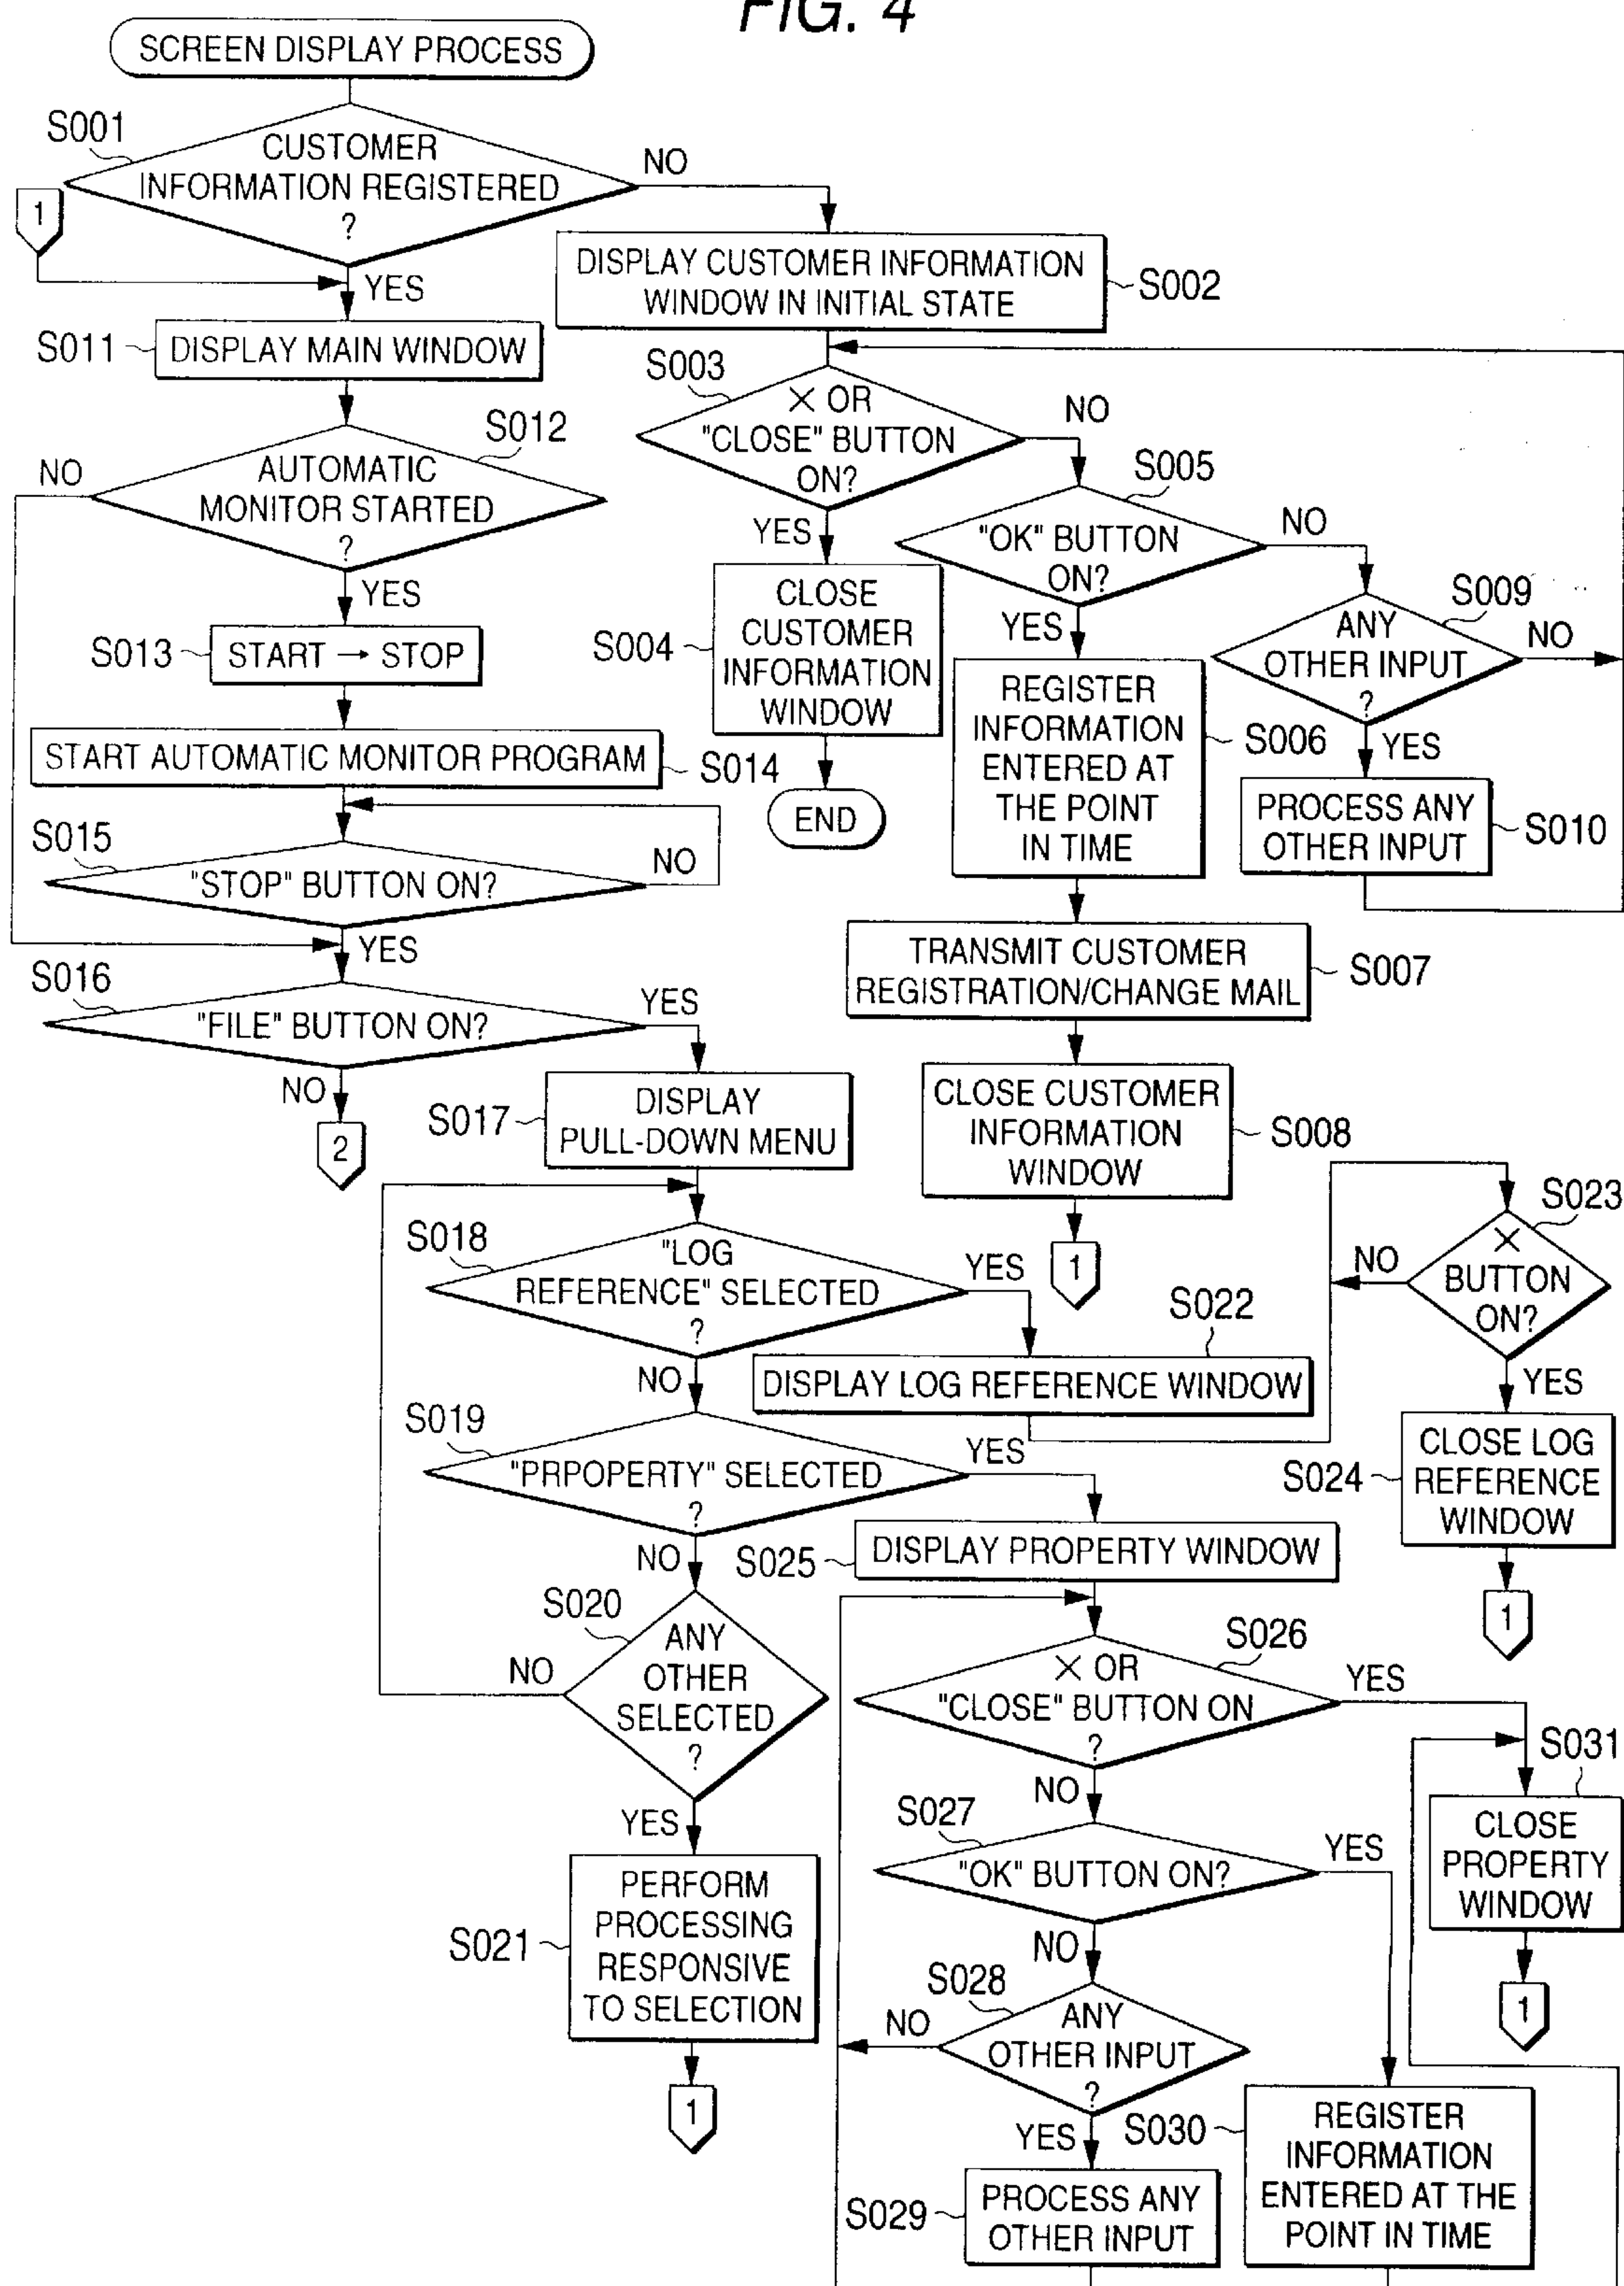 FIG. 4
SCREEN DISPLAY PROCESS
S001
CUSTOMER
INFORMATION REGISTERED
?
NO
1
YES
DISPLAY CUSTOMER INFORMATION
WINDOW IN INITIAL STATE
S002
S011
DISPLAY MAIN WINDOW
S003
× OR
"CLOSE" BUTTON
ON?
NO
YES
S012
AUTOMATIC
MONITOR STARTED
?
NO
YES
S005
"OK" BUTTON
ON?
NO
YES
S004
CLOSE
CUSTOMER
INFORMATION
WINDOW
END
S009
ANY
OTHER INPUT
?
NO
YES
S013
START → STOP
S006
REGISTER
INFORMATION
ENTERED AT
THE POINT
IN TIME
START AUTOMATIC MONITOR PROGRAM
S014
PROCESS ANY
OTHER INPUT
S010
S015
"STOP" BUTTON ON?
NO
YES
TRANSMIT CUSTOMER
REGISTRATION/CHANGE MAIL
S007
S016
"FILE" BUTTON ON?
YES
NO
2
S017
DISPLAY
PULL-DOWN MENU
CLOSE CUSTOMER
INFORMATION
WINDOW
S008
1
S018
"LOG
REFERENCE" SELECTED
?
YES
NO
S022
DISPLAY LOG REFERENCE WINDOW
S023
×
BUTTON
ON?
NO
YES
S019
"PRPOPERTY" SELECTED
?
YES
NO
S024
CLOSE LOG
REFERENCE
WINDOW
1
S025
DISPLAY PROPERTY WINDOW
S020
ANY
OTHER
SELECTED
?
NO
YES
S026
× OR
"CLOSE" BUTTON ON
?
YES
NO
S031
CLOSE
PROPERTY
WINDOW
1
S027
"OK" BUTTON ON?
YES
NO
S021
PERFORM
PROCESSING
RESPONSIVE
TO SELECTION
1
S028
ANY
OTHER INPUT
?
NO
YES
S030
REGISTER
INFORMATION
ENTERED AT THE
POINT IN TIME
S029
PROCESS ANY
OTHER INPUT